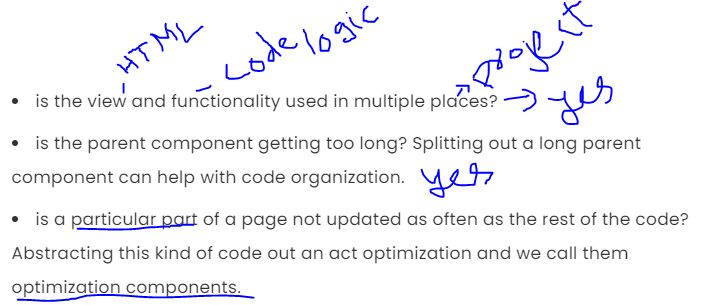 HTML
- Code logic
project
• is the view and functionality used in multiple places? → yes
• is the parent component getting too long? Splitting out a long parent
component can help with code organization. yes
• is a particular part of a page not updated as often as the rest of the code?
Abstracting this kind of code out an act optimization and we call them
optimization components.